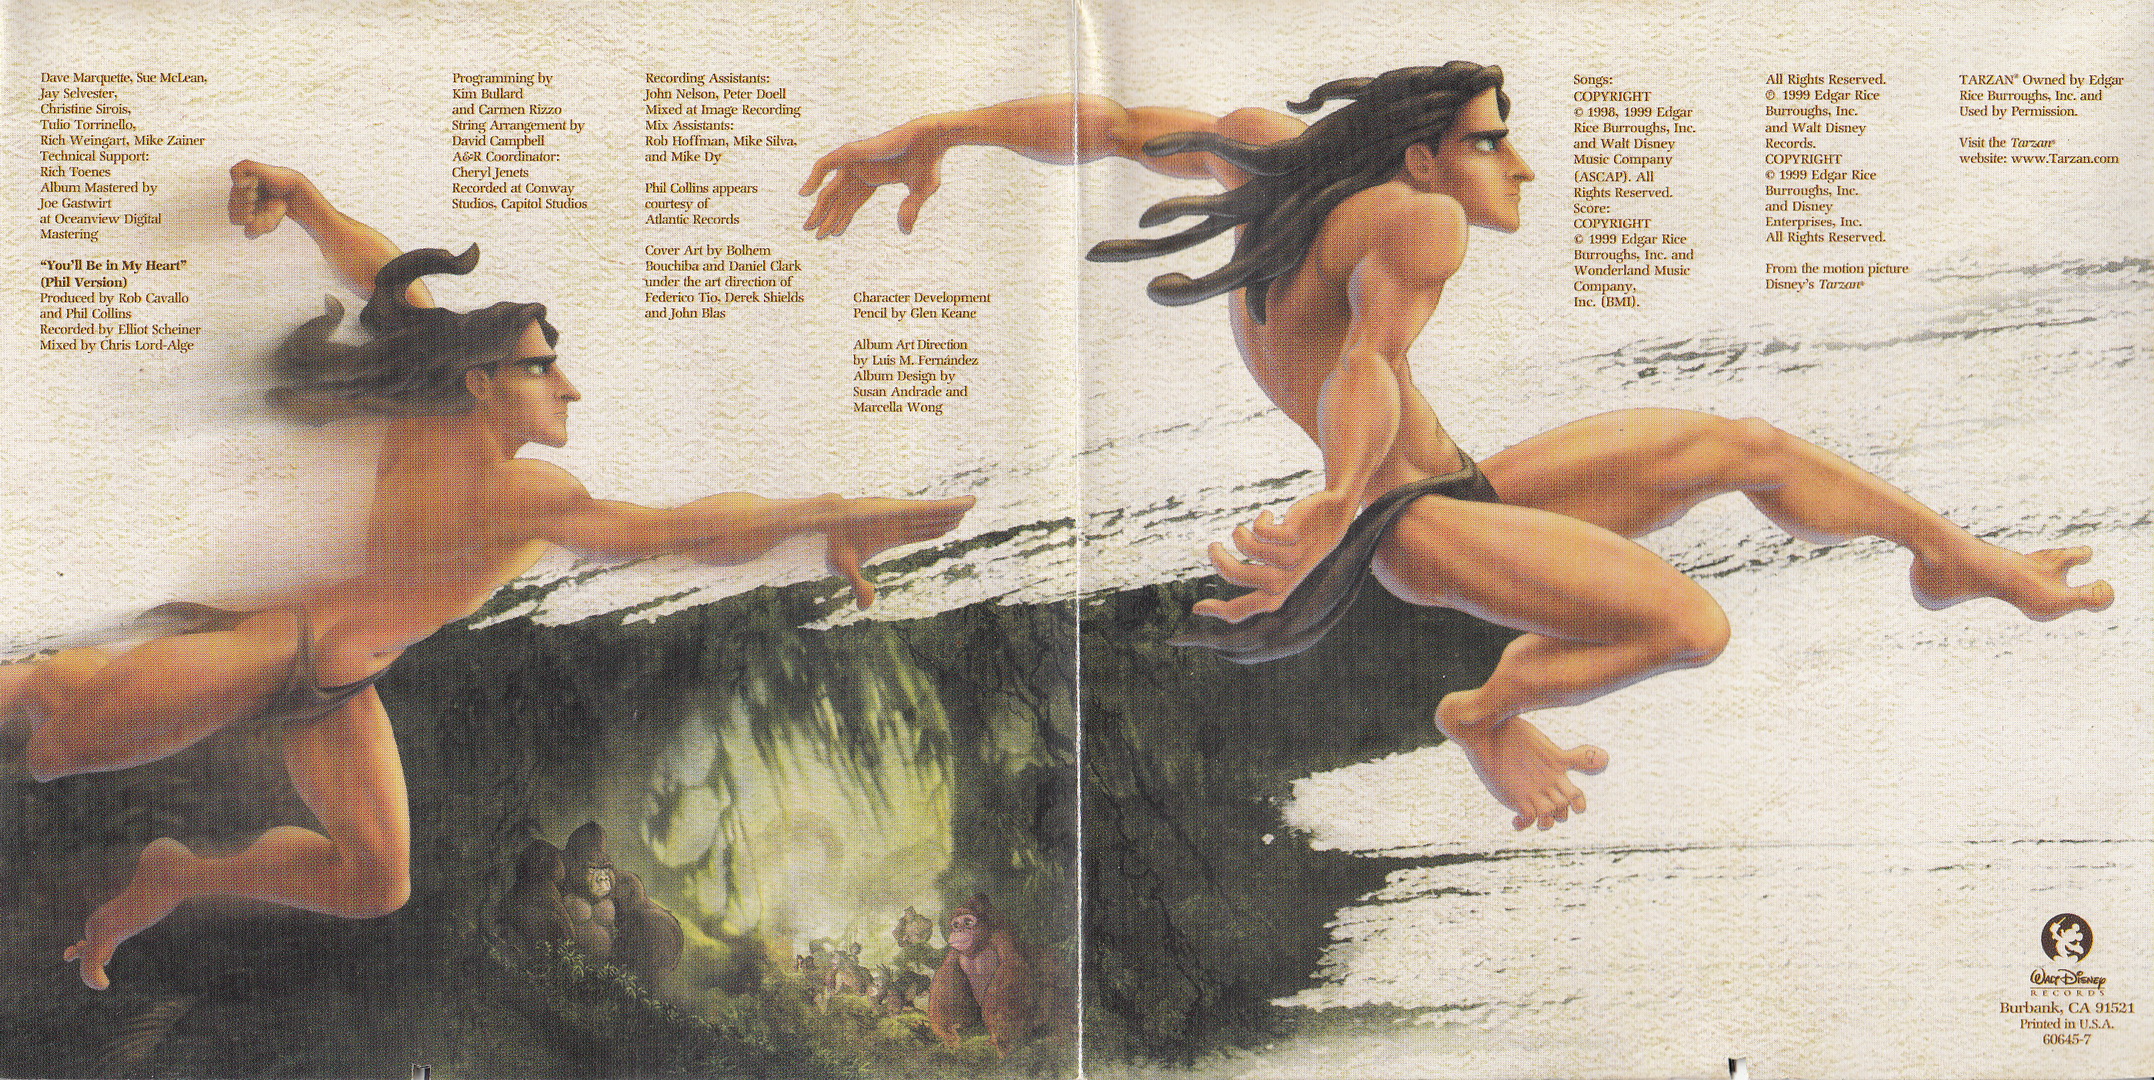 Dave Marquette, Sue McLean,
Jay Selvester,
Christine Sirois,
Tulio Torrinello,
Rich Weingart, Mike Zainer
Technical Support:
Rich Toenes
Album Mastered by
Joe Gastwirt
at Oceanview Digital
Mastering
“You’ll Be in My Heart”
(Phil Version)
Produced by Rob Cavallo
and Phil Collins
Recorded by Elliot Scheiner
Mixed by Chris Lord-Alge
Programming by
Kim Bullard
and Carmen Rizzo
String Arrangement by
David Campbell
A&R Coordinator:
Cheryl Jenets
Recorded at Conway
Studios, Capitol Studios
Recording Assistants:
John Nelson, Peter Doell
Mixed at Image Recording
Mix Assistants:
Rob Hoffman, Mike Silva,
and Mike Dy
Phil Collins appears
courtesy of
Atlantic Records
Cover Art by Bolhem
Bouchiba and Daniel Clark
under the art direction of
Federico Tio, Derek Shields
and John Blas
Character Development
Pencil by Glen Keane
Album Art Direction
by Luis M. Fernández
Album Design by
Susan Andrade and
Marcella Wong
Songs:
COPYRIGHT
© 1998, 1999 Edgar
Rice Burroughs, Inc.
and Walt Disney
Music Company
(ASCAP). All
Rights Reserved.
Score:
COPYRIGHT
© 1999 Edgar Rice
Burroughs, Inc. and
Wonderland Music
Company,
Inc. (BMI).
All Rights Reserved.
℗ 1999 Edgar Rice
Burroughs, Inc.
and Walt Disney
Records.
COPYRIGHT
© 1999 Edgar Rice
Burroughs, Inc.
and Disney
Enterprises, Inc.
All Rights Reserved.
From the motion picture
Disney’s Tarzan®
TARZAN® Owned by Edgar
Rice Burroughs, Inc. and
Used by Permission.
Visit the Tarzan®
website: www.Tarzan.com
Walt Disney
RECORDS
Burbank, CA 91521
Printed in U.S.A.
60645-7